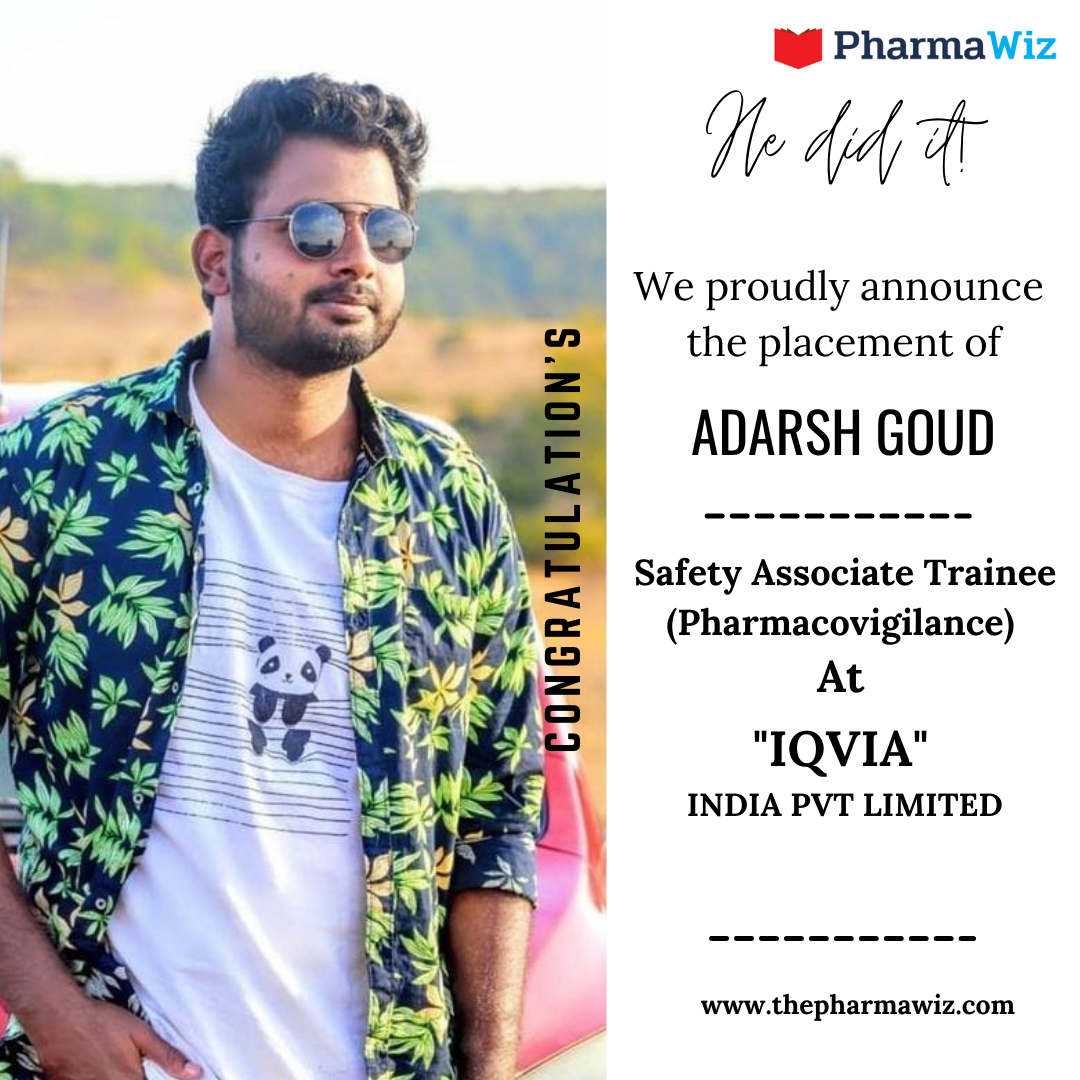 PharmaWiz
He did it!
CONGRATULATION'S
We proudly announce
the placement of
ADARSH GOUD
Safety Associate Trainee
(Pharmacovigilance)
At
"IQVIA"
INDIA PVT LIMITED
www.thepharmawiz.com